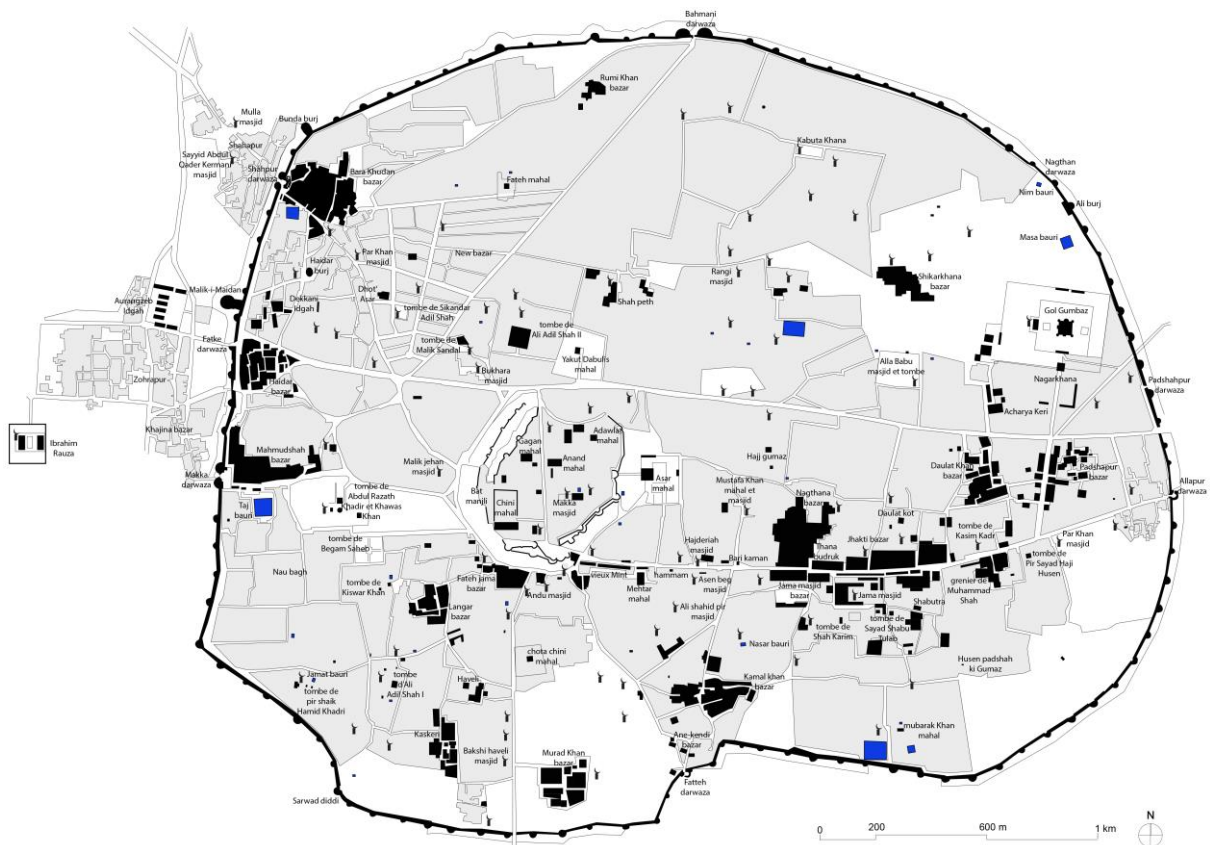 Bahmani
darwaza
Rumi Khan
bazar
Mulla
masjid
Bunda burj
Shahapur
Sayyid Abdul
Qader Kermani
masjid
Shahpur
darwaza
Bara Khudan
bazar
Kabuta Khana
Nagthan
darwaza
Fateh mahal
Nim bauri
Ali burj
Masa bauri
Par Khan
masjid
New bazar
Haidar
burj
Rangi
masjid
Shikarkhana
bazar
Malik-i-Maidan
Aurangzeb
idgah
Dekkani
idgah
Dhot'
Asar
Shah peth
tombe de Sikandar
Adil Shah
Gol Gumbaz
Fatke
darwaza
tombe de
Malik Sandal
tombe de
Ali Adil Shah II
Yakut Dabulis
mahal
Alla Babu
masjid et tombe
Bukhara
masjid
Zohrapur
Haidar
bazar
Nagarkhana
Padshahpur
darwaza
Acharya Keri
Khajina bazar
Ibrahim
Rauza
Mahmudshah
bazar
Gagan
mahal
Adawlat
mahal
Anand
mahal
Hajj gumaz
Malik jehan
masjid
Makka
darwaza
Daulat Khan
bazar
Padshapur
bazar
Asar
mahal
Mustafa Khan
mahal et
masjid
Allapur
darwaza
Bat
manjli
Chini
mahal
Makka
masjid
Nagthana
bazar
tombe de
Abdul Razath
Qhadir et Khawas
Khan
Taj
bauri
Daulat kot
tombe de
Kasim Kadri
Par Khan
masjid
tombe de
Begam Saheb
Hajderiah
masjid
Bari kaman
Jhakti bazar
Thana
budruk
tombe de
Pir Sayad Haji
Husen
Nau bagh
tombe de
Kiswar Khan
Fateh jama
bazar
Andu masjid
vieux Mint
hammam
Mehtar
mahal
Asen beg
masjid
Jama masjid
bazar
Jama masjid
grenier de
Muhammad
Shah
Shabutra
Langar
bazar
Ali shahid pir
masjid
tombe de
Shah Karim
tombe de
Sayad Shabu
Tulah
Nasar bauri
chota chini
mahal
Husen padshah
ki Gumaz
Jamat bauri
tombe de
pir shaik
Hamid Khadri
tombe
d'Ali
Adil Shah I
Haveli
Kamal khan
bazar
Kaskeri
Bakshi haveli
masjid
Ane-kendi
bazar
mubarak Khan
mahal
Murad Khan
bazar
Fatteh
darwaza
Sarwad diddi
0 200 600 m 1 km
N